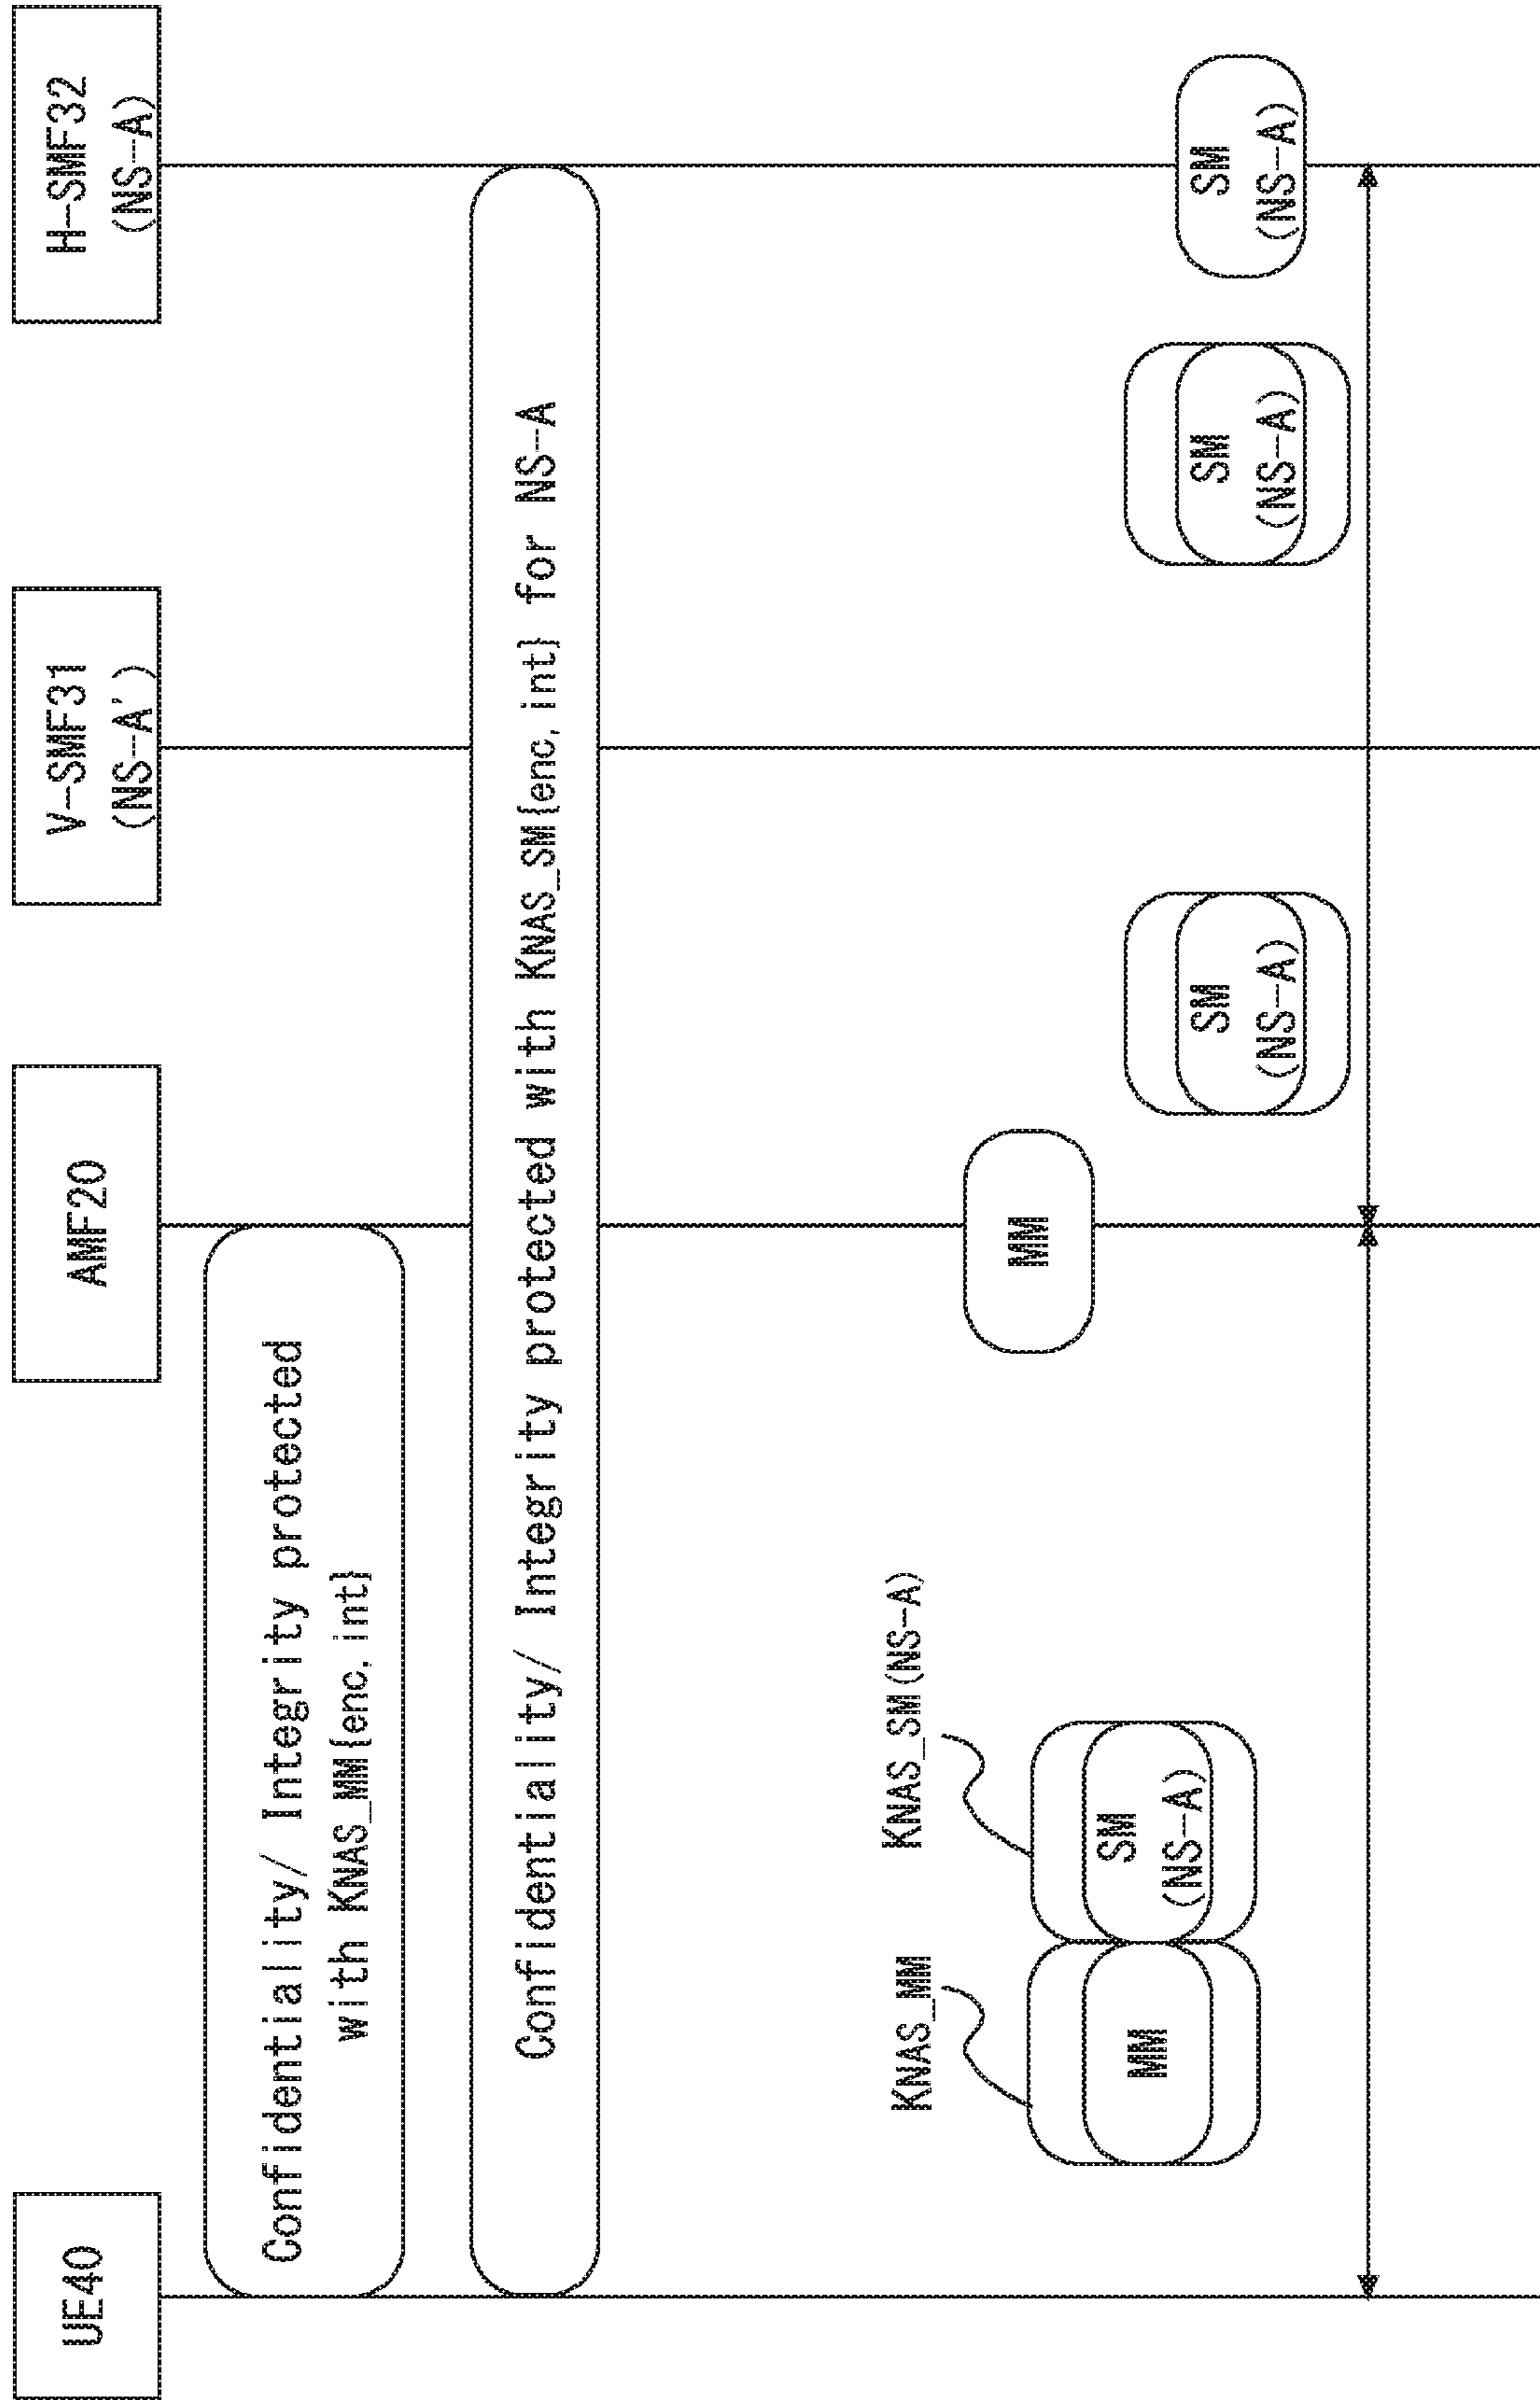 UE40
AMF20
V-SMF31
(NS-A')
H-SMF32
(NS-A)
Confidentiality/ Integrity protected
with KNAS_MM{enc, int}
Confidentiality/ Integrity protected with KNAS_SM{enc, int} for NS-A
KNAS_MM
KNAS_SM(NS-A)
MM
SM
(NS-A)
MM
SM
(NS-A)
SM
(NS-A)
SM
(NS-A)